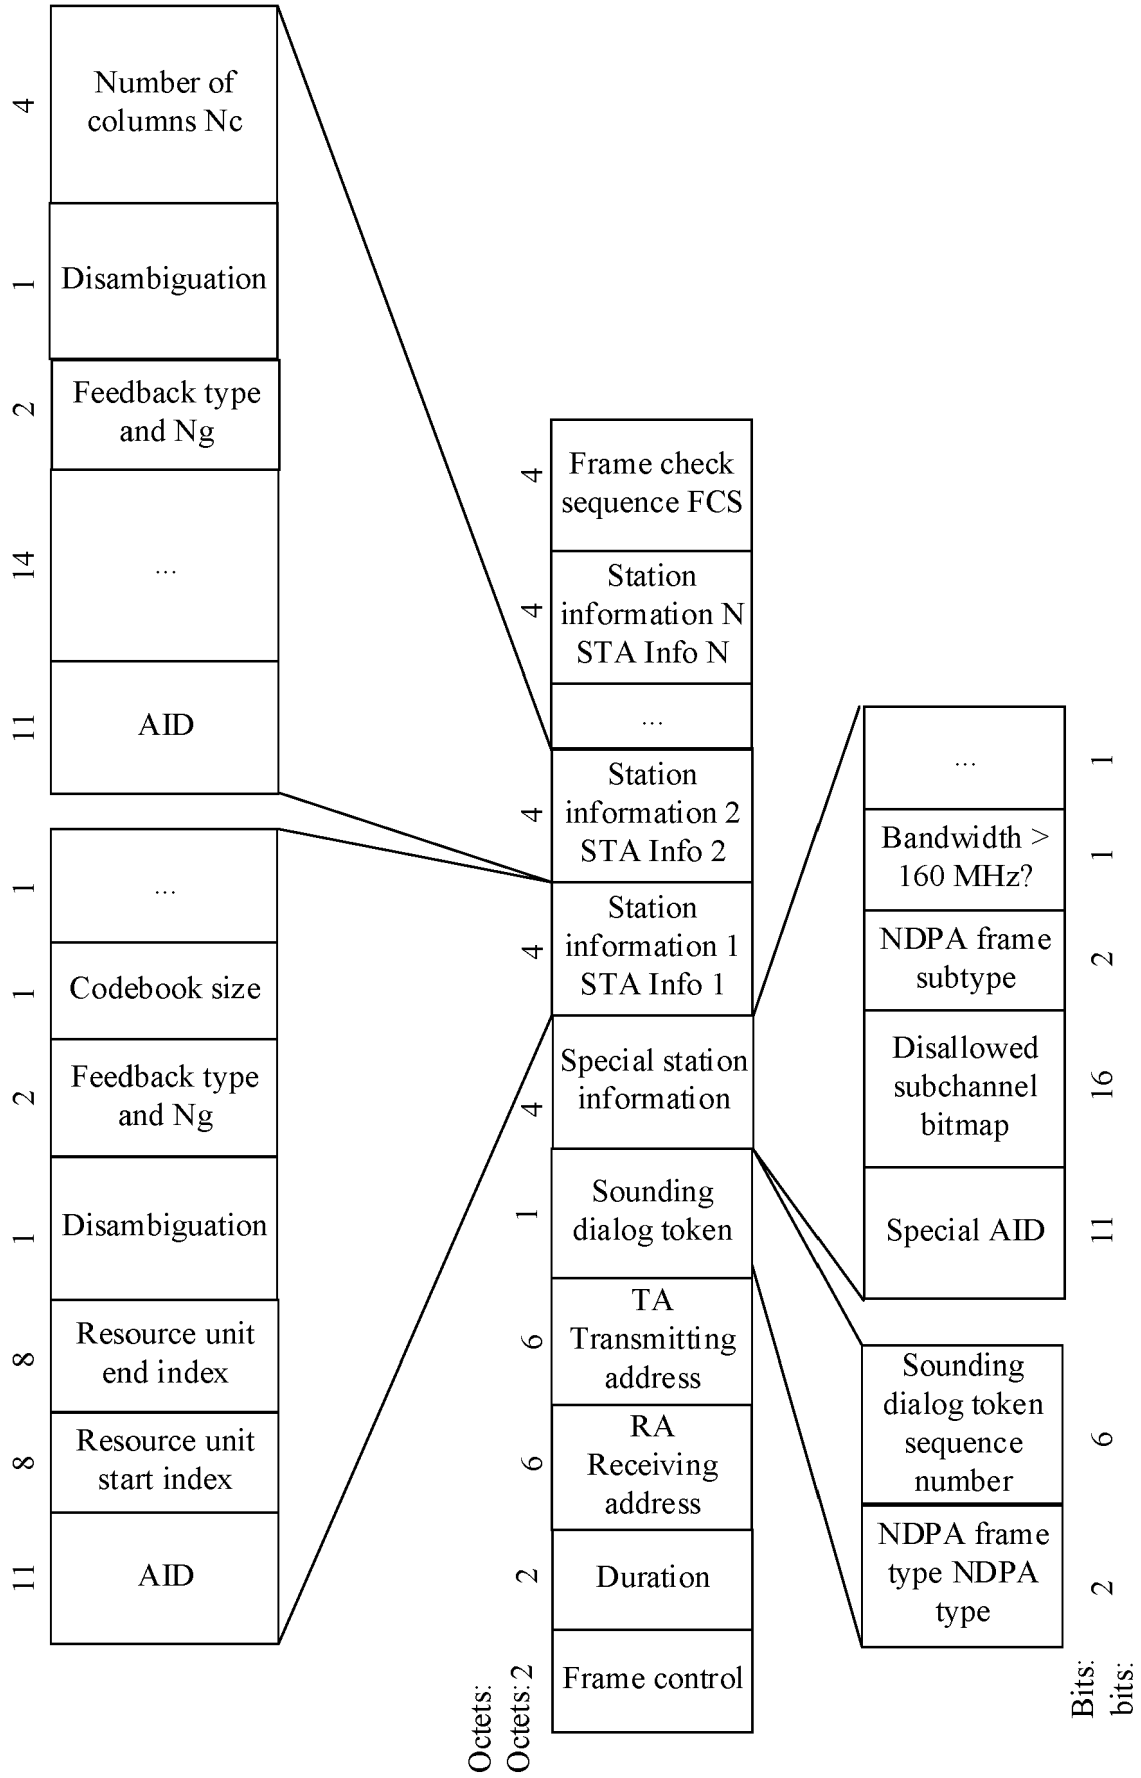 4
Number of
columns Nc
1
Disambiguation
2
Feedback type
and Ng
14
...
11
AID
1
...
1
Codebook size
2
Feedback type
and Ng
1
Disambiguation
8
Resource unit
end index
8
Resource unit
start index
11
AID
4
Frame check
sequence FCS
4
Station
information N
STA Info N
...
4
Station
information 2
STA Info 2
4
Station
information 1
STA Info 1
4
Special station
information
1
Sounding
dialog token
6
TA
Transmitting
address
6
RA
Receiving
address
2
Duration
Octets:
Octets: 2
Frame control
...
1
Bandwidth >
160 MHz?
1
NDPA frame
subtype
2
Disallowed
subchannel
bitmap
16
Special AID
11
Sounding
dialog token
sequence
number
6
NDPA frame
type NDPA
type
2
Bits:
bits: